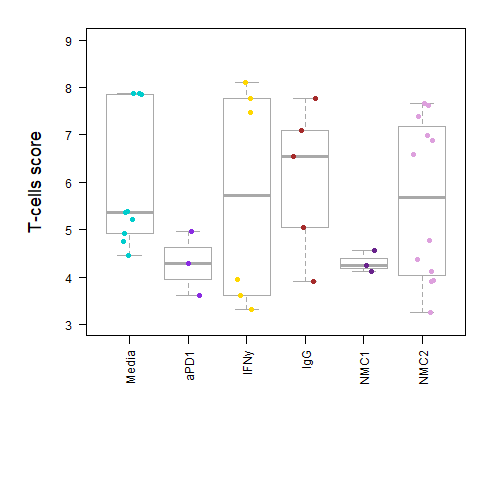 T-cells score
9
8
7
6
5
4
3
Media
aPD1
IFNy
IgG
NMC1
NMC2